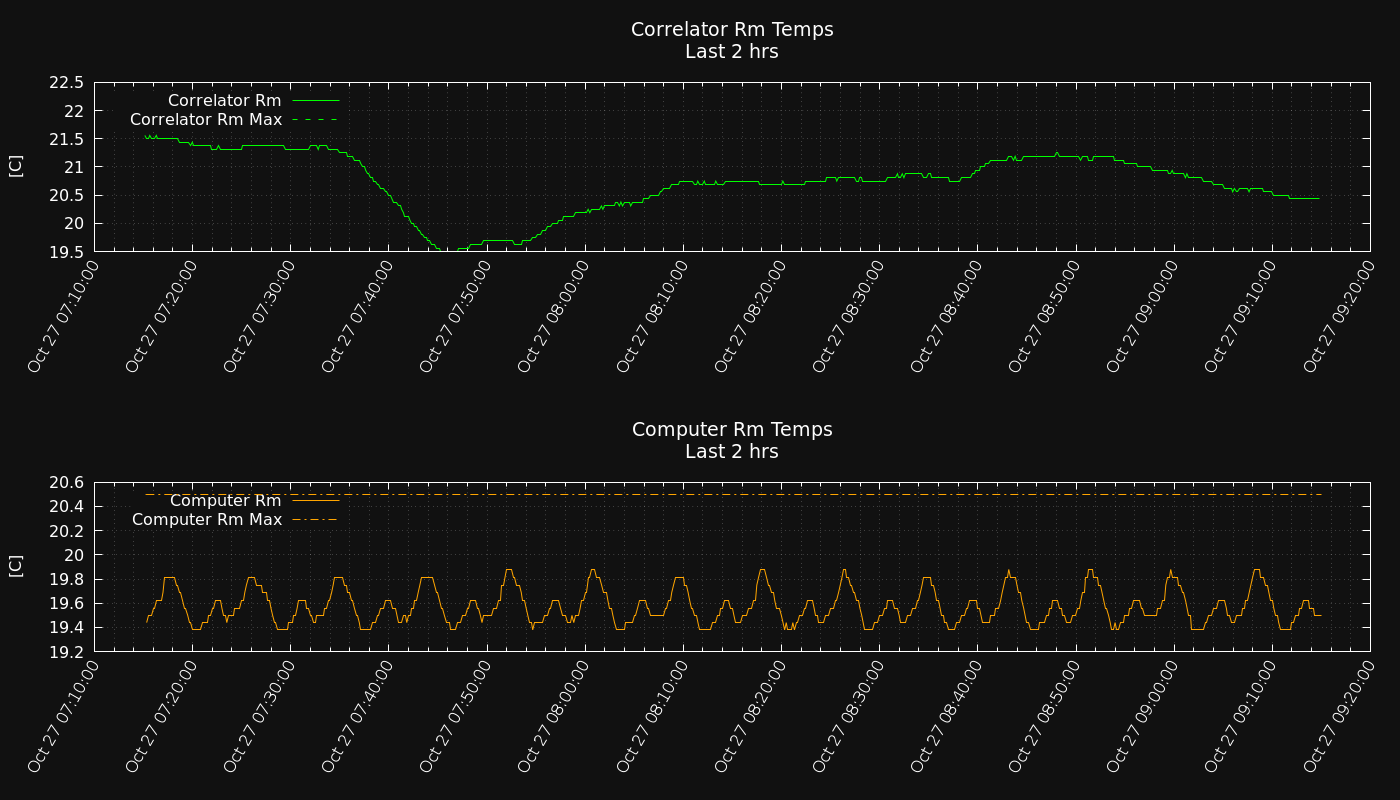 Correlator Rm Temps
Last 2 hrs
22.5
22
21.5
21
20.5
20
19.5
[C]
Correlator Rm
Correlator Rm Max
Oct 27 07:10:00
Oct 27 07:20:00
Oct 27 07:30:00
Oct 27 07:40:00
Oct 27 07:50:00
Oct 27 08:00:00
Oct 27 08:10:00
Oct 27 08:20:00
Oct 27 08:30:00
Oct 27 08:40:00
Oct 27 08:50:00
Oct 27 09:00:00
Oct 27 09:10:00
Oct 27 09:20:00
Computer Rm Temps
Last 2 hrs
20.6
20.4
20.2
20
19.8
19.6
19.4
19.2
[C]
Computer Rm
Computer Rm Max
Oct 27 07:10:00
Oct 27 07:20:00
Oct 27 07:30:00
Oct 27 07:40:00
Oct 27 07:50:00
Oct 27 08:00:00
Oct 27 08:10:00
Oct 27 08:20:00
Oct 27 08:30:00
Oct 27 08:40:00
Oct 27 08:50:00
Oct 27 09:00:00
Oct 27 09:10:00
Oct 27 09:20:00